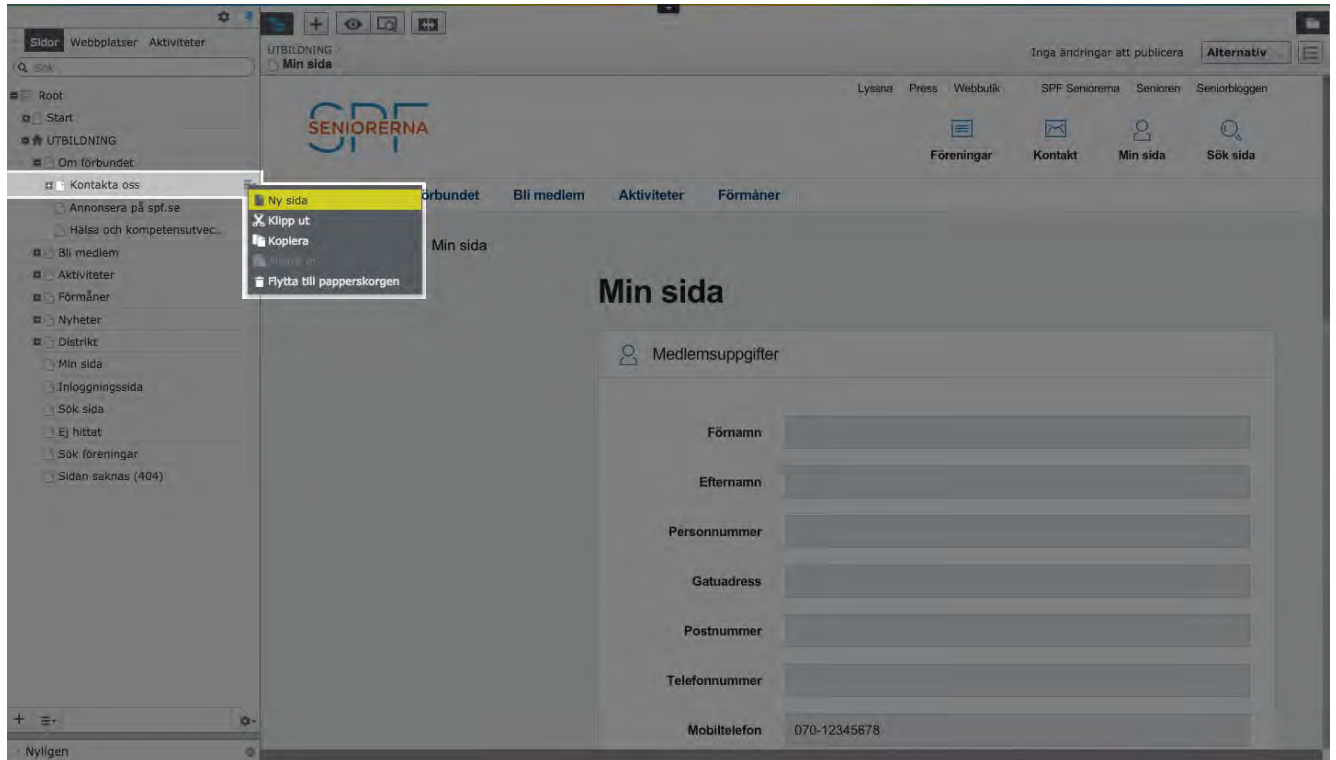 Sidor Webbplatser Aktiviteter
Sök
Root
Start
UTBILDNING
Om förbundet
Kontakta oss
Annonsera på spf.se
Hälsa och kompetensutvec...
Bli medlem
Aktiviteter
Förmåner
Nyheter
Distrikt
Min sida
Inloggningssida
Sök sida
Ej hittat
Sök föreningar
Sidan saknas (404)
Nyligen
Ny sida
Klipp ut
Kopiera
Flytta till papperskorgen
UTBILDNING
Min sida
Inga ändringar att publicera Alternativ
Lyssna Press Webbutik SPF Seniorerna Senioren Seniorbloggen
SPF
SENIORERNA
Föreningar Kontakt Min sida Sök sida
örbundet Bli medlem Aktiviteter Förmåner
Min sida
Min sida
Medlemsuppgifter
Förnamn
Efternamn
Personnummer
Gatuadress
Postnummer
Telefonnummer
Mobiltelefon 070-12345678